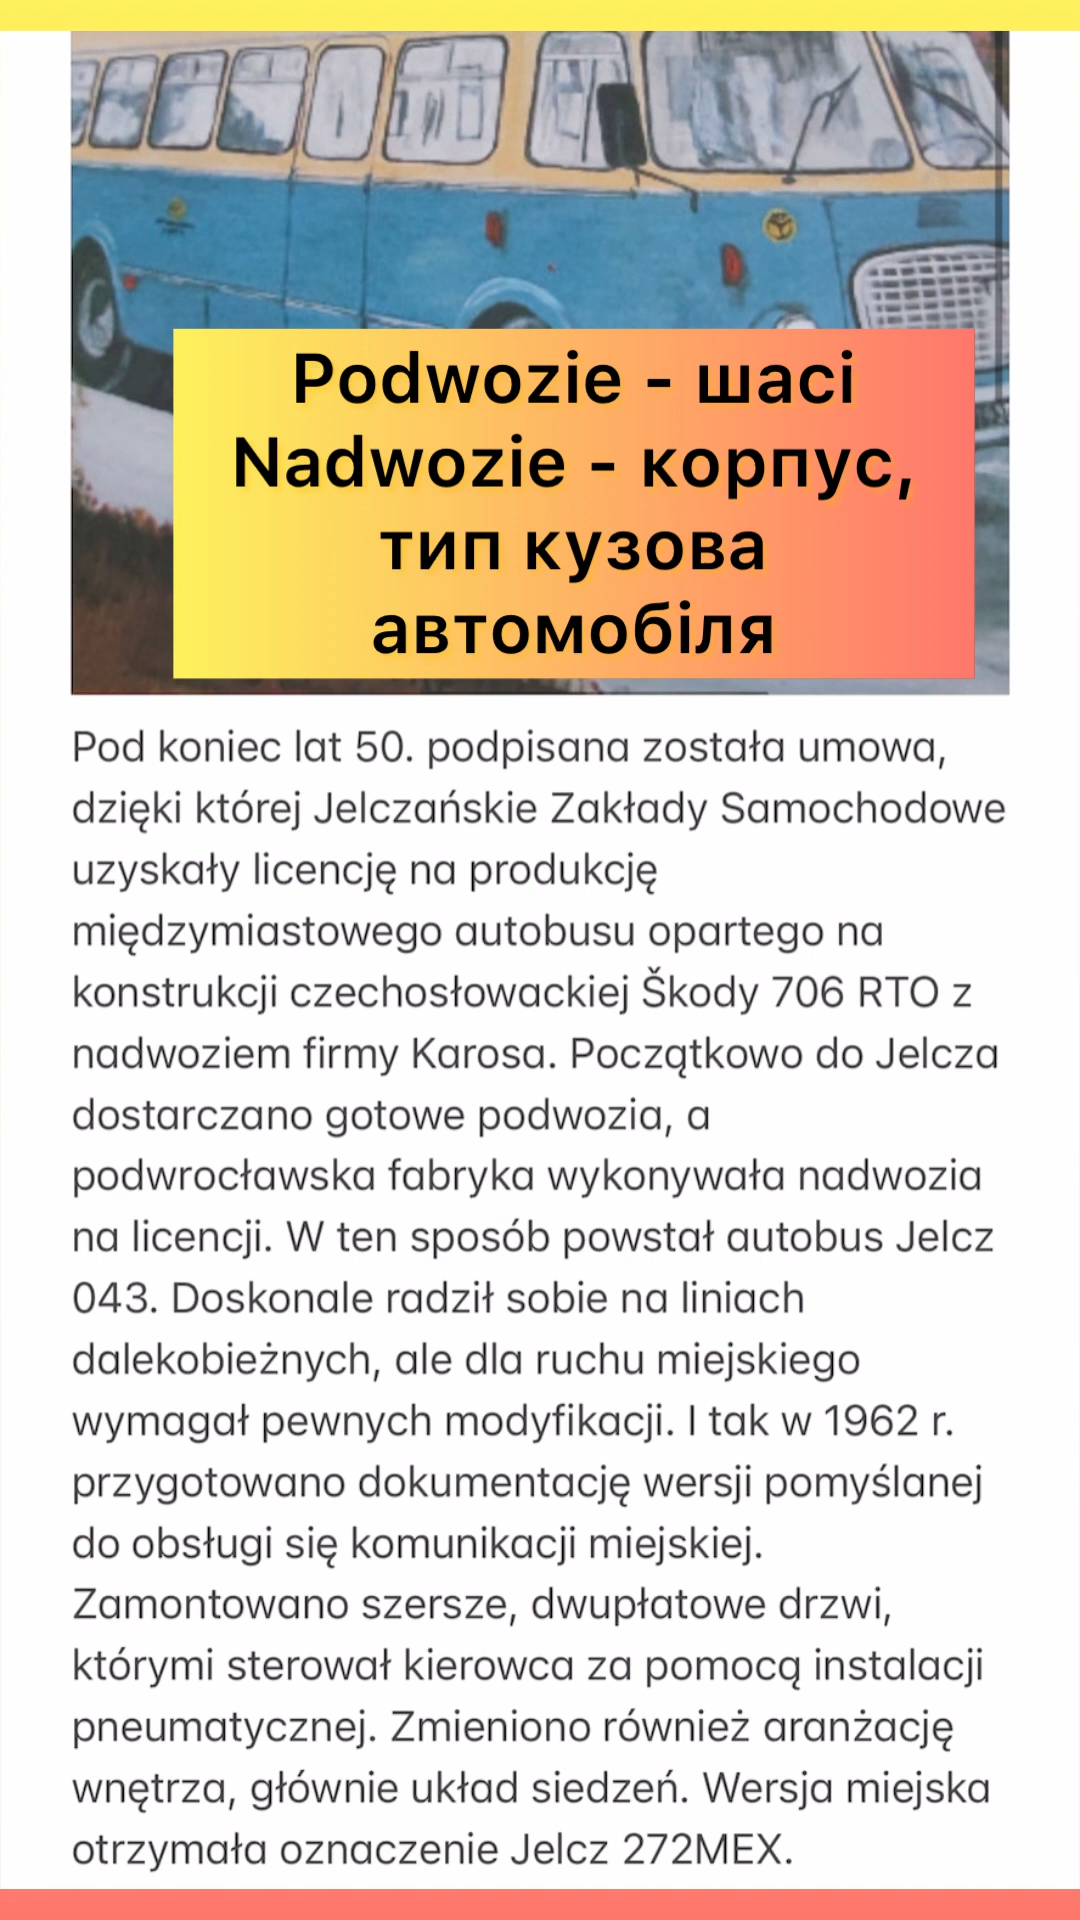 Podwozie - шасі
Nadwozie - корпус,
тип кузова
автомобіля
Pod koniec lat 50. podpisana została umowa,
dzięki której Jelczańskie Zakłady Samochodowe
uzyskały licencję na produkcję
międzymiastowego autobusu opartego na
konstrukcji czechosłowackiej Škody 706 RTO z
nadwoziem firmy Karosa. Początkowo do Jelcza
dostarczano gotowe podwozia, a
podwrocławska fabryka wykonywała nadwozia
na licencji. W ten sposób powstał autobus Jelcz
043. Doskonale radził sobie na liniach
dalekobieżnych, ale dla ruchu miejskiego
wymagał pewnych modyfikacji. I tak w 1962 r.
przygotowano dokumentację wersji pomyślanej
do obsługi się komunikacji miejskiej.
Zamontowano szersze, dwupłatowe drzwi,
którymi sterował kierowca za pomocą instalacji
pneumatycznej. Zmieniono również aranżację
wnętrza, głównie układ siedzeń. Wersja miejska
otrzymała oznaczenie Jelcz 272MEX.